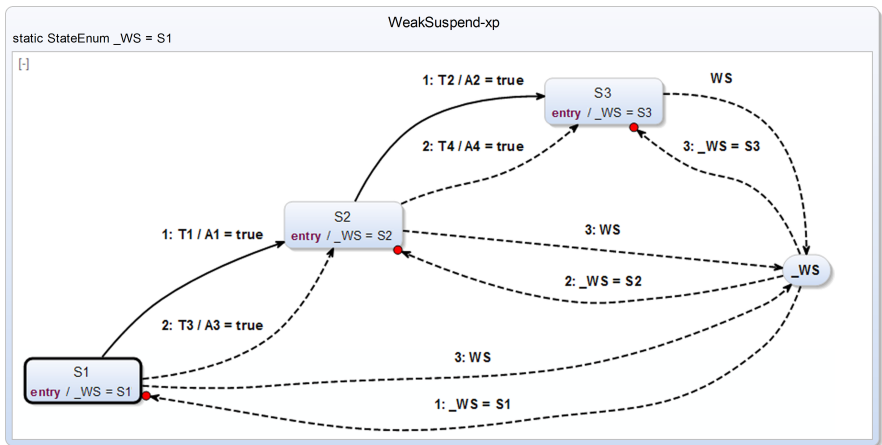 WeakSuspend-xp
static StateEnum _WS = S1
[-]
1: T2 / A2 = true
S3
entry / _WS = S3
WS
2: T4 / A4 = true
3: _WS = S3
1: T1 / A1 = true
S2
entry / _WS = S2
3: WS
_WS
2: _WS = S2
2: T3 / A3 = true
S1
entry / _WS = S1
3: WS
1: _WS = S1